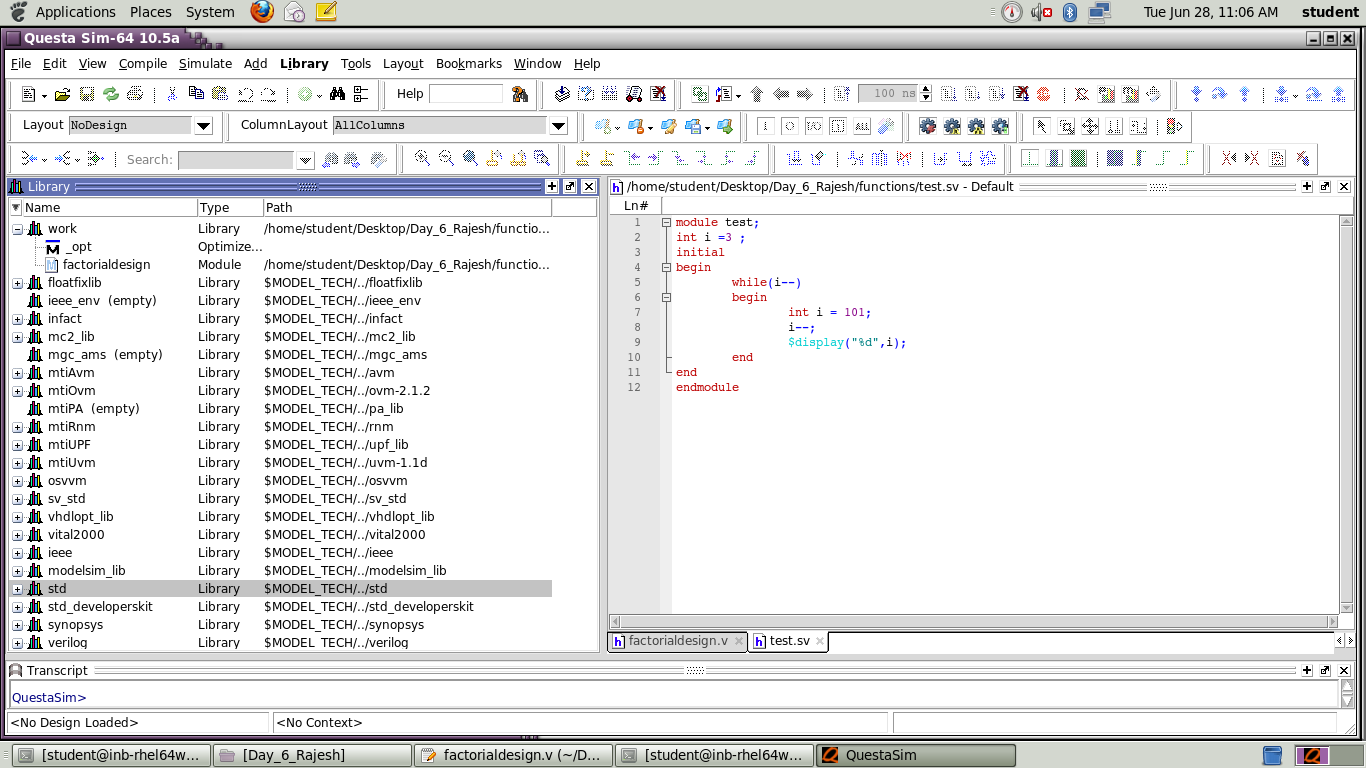 Applications Places System Tue Jun 28, 11:06 AM student
Questa Sim-64 10.5a
File Edit View Compile Simulate Add Library Tools Layout Bookmarks Window Help
Help 100 ns
Layout NoDesign ColumnLayout AllColumns
Search:
Library
Name Type Path
work Library /home/student/Desktop/Day_6_Rajesh/functio...
_opt Optimize...
factorialdesign Module /home/student/Desktop/Day_6_Rajesh/functio...
floatfixlib Library $MODEL_TECH/../floatfixlib
ieee_env (empty) Library $MODEL_TECH/../ieee_env
infact Library $MODEL_TECH/../infact
mc2_lib Library $MODEL_TECH/../mc2_lib
mgc_ams (empty) Library $MODEL_TECH/../mgc_ams
mtiAvm Library $MODEL_TECH/../avm
mtiOvm Library $MODEL_TECH/../ovm-2.1.2
mtiPA (empty) Library $MODEL_TECH/../pa_lib
mtiRnm Library $MODEL_TECH/../rnm
mtiUPF Library $MODEL_TECH/../upf_lib
mtiUvm Library $MODEL_TECH/../uvm-1.1d
osvvm Library $MODEL_TECH/../osvvm
sv_std Library $MODEL_TECH/../sv_std
vhdlopt_lib Library $MODEL_TECH/../vhdlopt_lib
vital2000 Library $MODEL_TECH/../vital2000
ieee Library $MODEL_TECH/../ieee
modelsim_lib Library $MODEL_TECH/../modelsim_lib
std Library $MODEL_TECH/../std
std_developerskit Library $MODEL_TECH/../std_developerskit
synopsys Library $MODEL_TECH/../synopsys
verilog Library $MODEL_TECH/../verilog
/home/student/Desktop/Day_6_Rajesh/functions/test.sv - Default
Ln#
1 module test;
2 int i =3 ;
3 initial
4 begin
5 while(i--)
6 begin
7 int i = 101;
8 i--;
9 $display("%d",i);
10 end
11 end
12 endmodule
factorialdesign.v test.sv
Transcript
QuestaSim>
<No Design Loaded> <No Context>
[student@inb-rhel64w... [Day_6_Rajesh] factorialdesign.v (~/D... [student@inb-rhel64w... QuestaSim